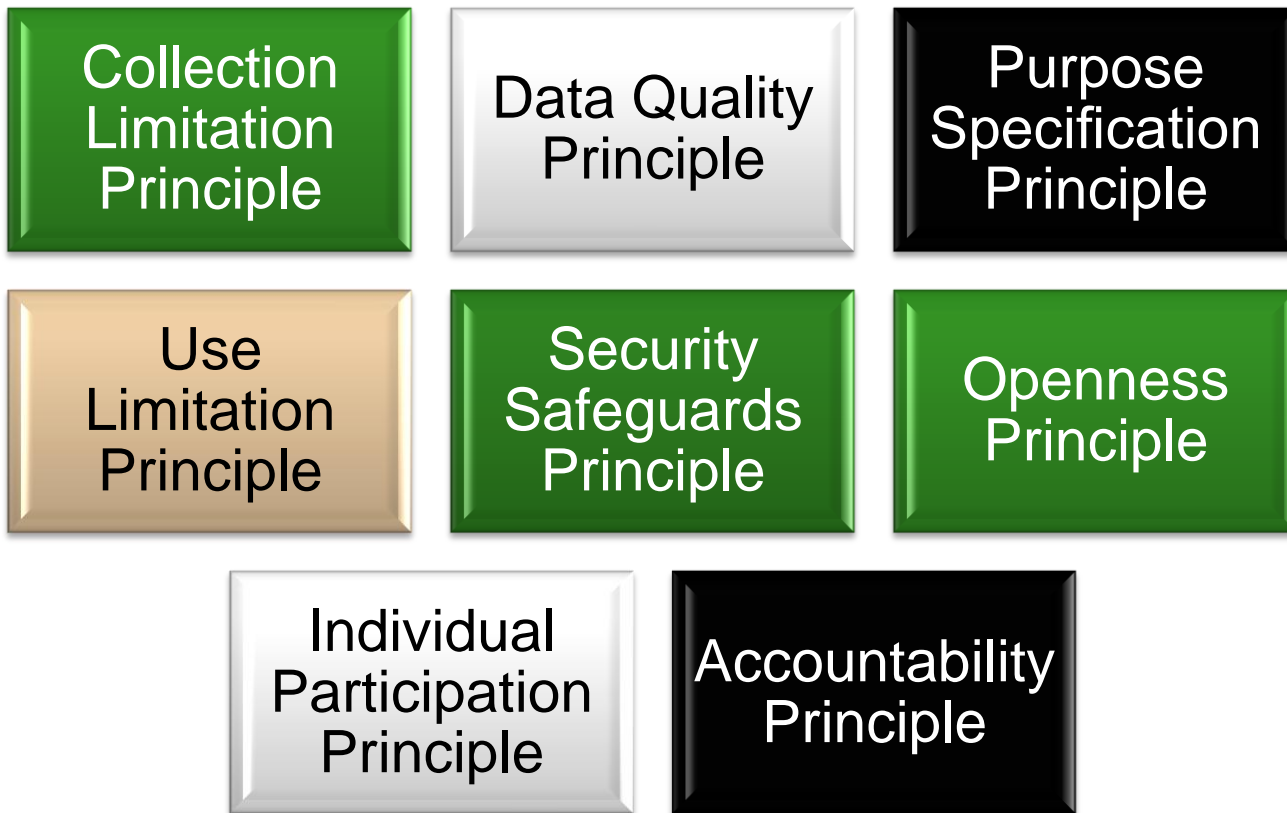 Collection
Limitation
Principle
Data Quality
Principle
Purpose
Specification
Principle
Use
Limitation
Principle
Security
Safeguards
Principle
Openness
Principle
Individual
Participation
Principle
Accountability
Principle